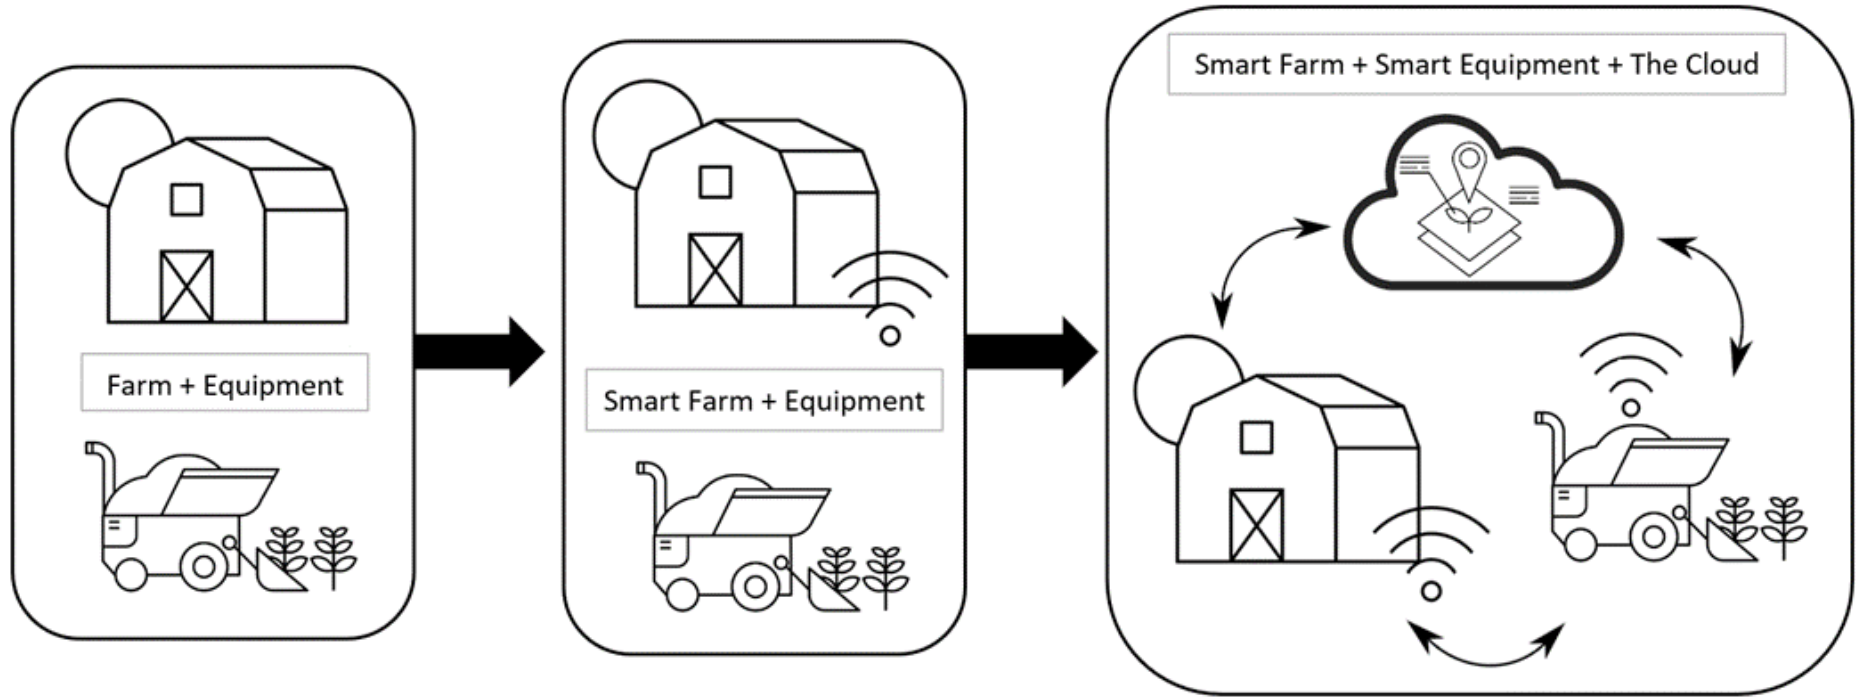 Farm + Equipment
Smart Farm + Equipment
Smart Farm + Smart Equipment + The Cloud